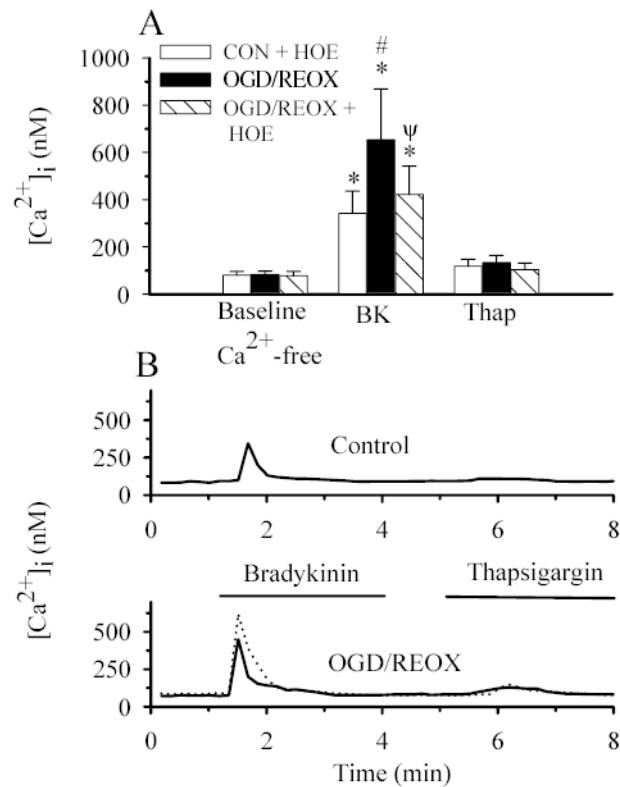 A
1000
800
600
400
200
0
[Ca2+]i (nM)
CON + HOE
OGD/REOX
OGD/REOX +
HOE
#
*
*
ψ
*
Baseline
BK
Thap
Ca2+-free
B
500
250
0
Control
0 2 4 6 8
[Ca2+]i (nM)
Bradykinin
Thapsigargin
500
250
0
OGD/REOX
0 2 4 6 8
Time (min)